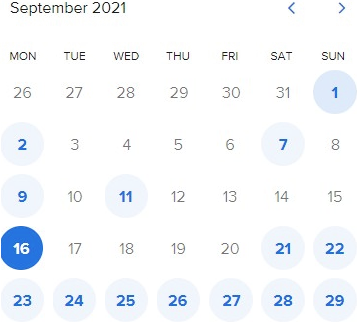 September 2021
MON TUE WED THU FRI SAT SUN
26 27 28 29 30 31 1
2 3 4 5 6 7 8
9 10 11 12 13 14 15
16 17 18 19 20 21 22
23 24 25 26 27 28 29